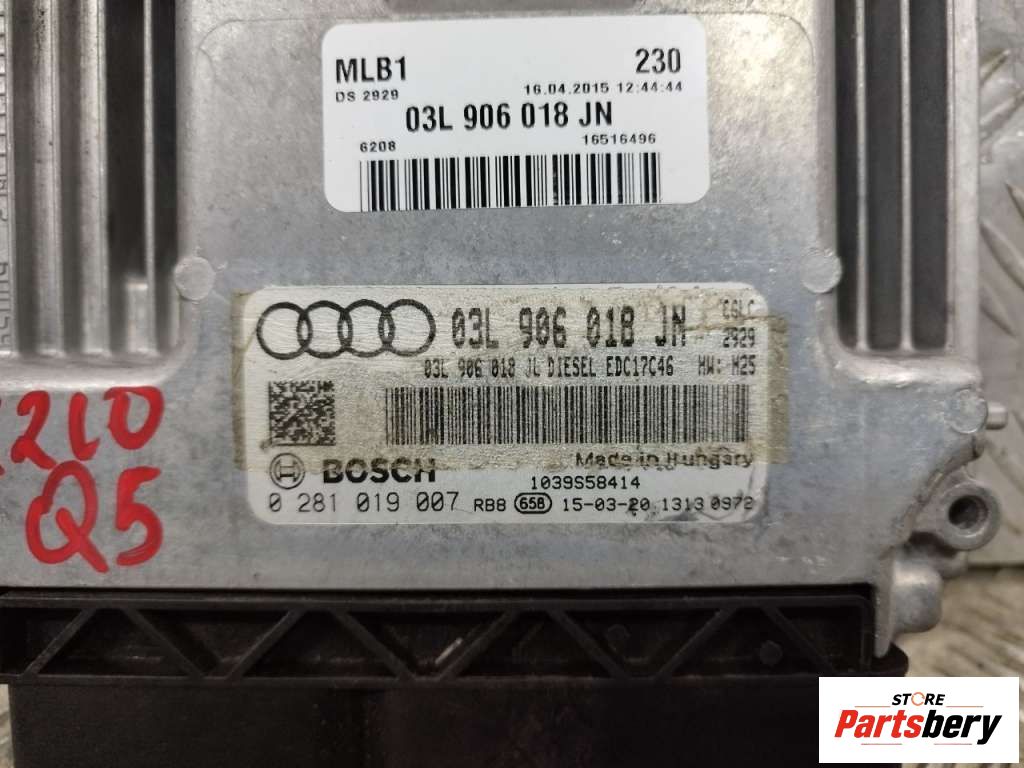 MLB1 230
DS 2929 16.04.2015 12:44:44
03L 906 018 JN
6208 16516496
03L 906 018 JN
2929
03L 906 018 JL DIESEL EDC17C46 HW: M25
BOSCH Made in Hungary
1039S58414
0 281 019 007 RB8 658 15-03-20 1313 0972
210
Q5
STORE
Partsbery